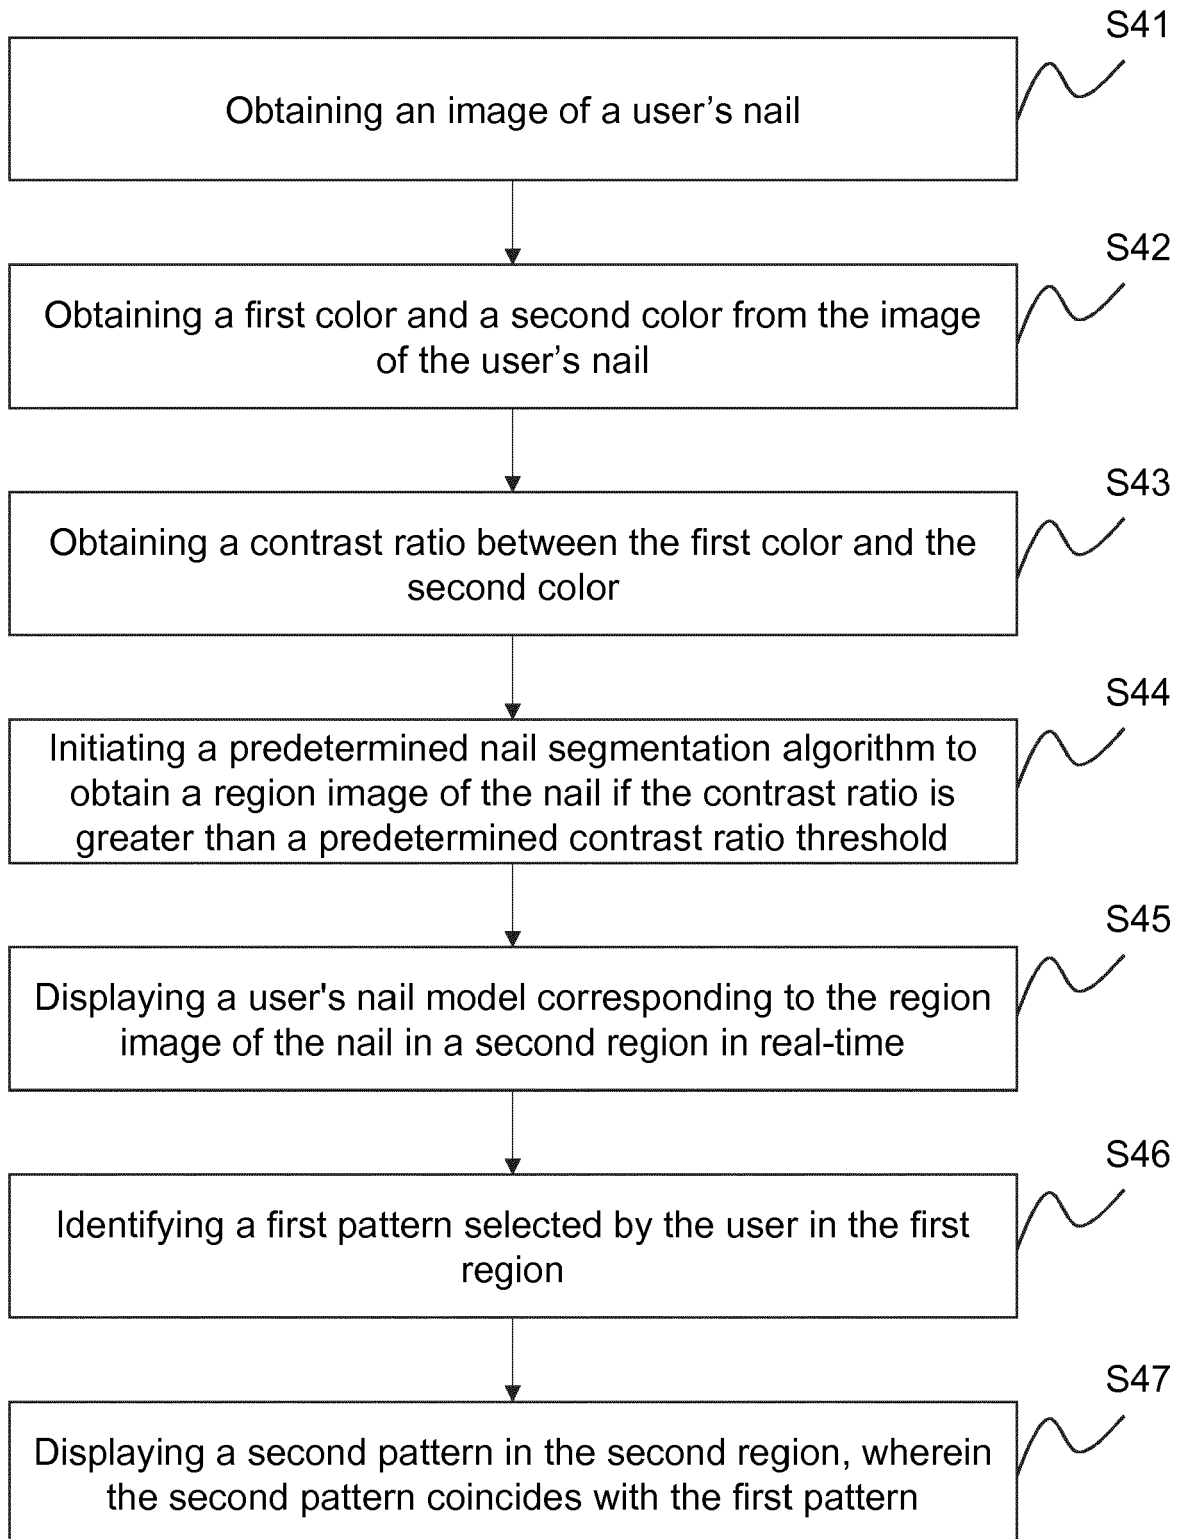 S41
Obtaining an image of a user’s nail
S42
Obtaining a first color and a second color from the image
of the user’s nail
S43
Obtaining a contrast ratio between the first color and the
second color
S44
Initiating a predetermined nail segmentation algorithm to
obtain a region image of the nail if the contrast ratio is
greater than a predetermined contrast ratio threshold
S45
Displaying a user's nail model corresponding to the region
image of the nail in a second region in real-time
S46
Identifying a first pattern selected by the user in the first
region
S47
Displaying a second pattern in the second region, wherein
the second pattern coincides with the first pattern